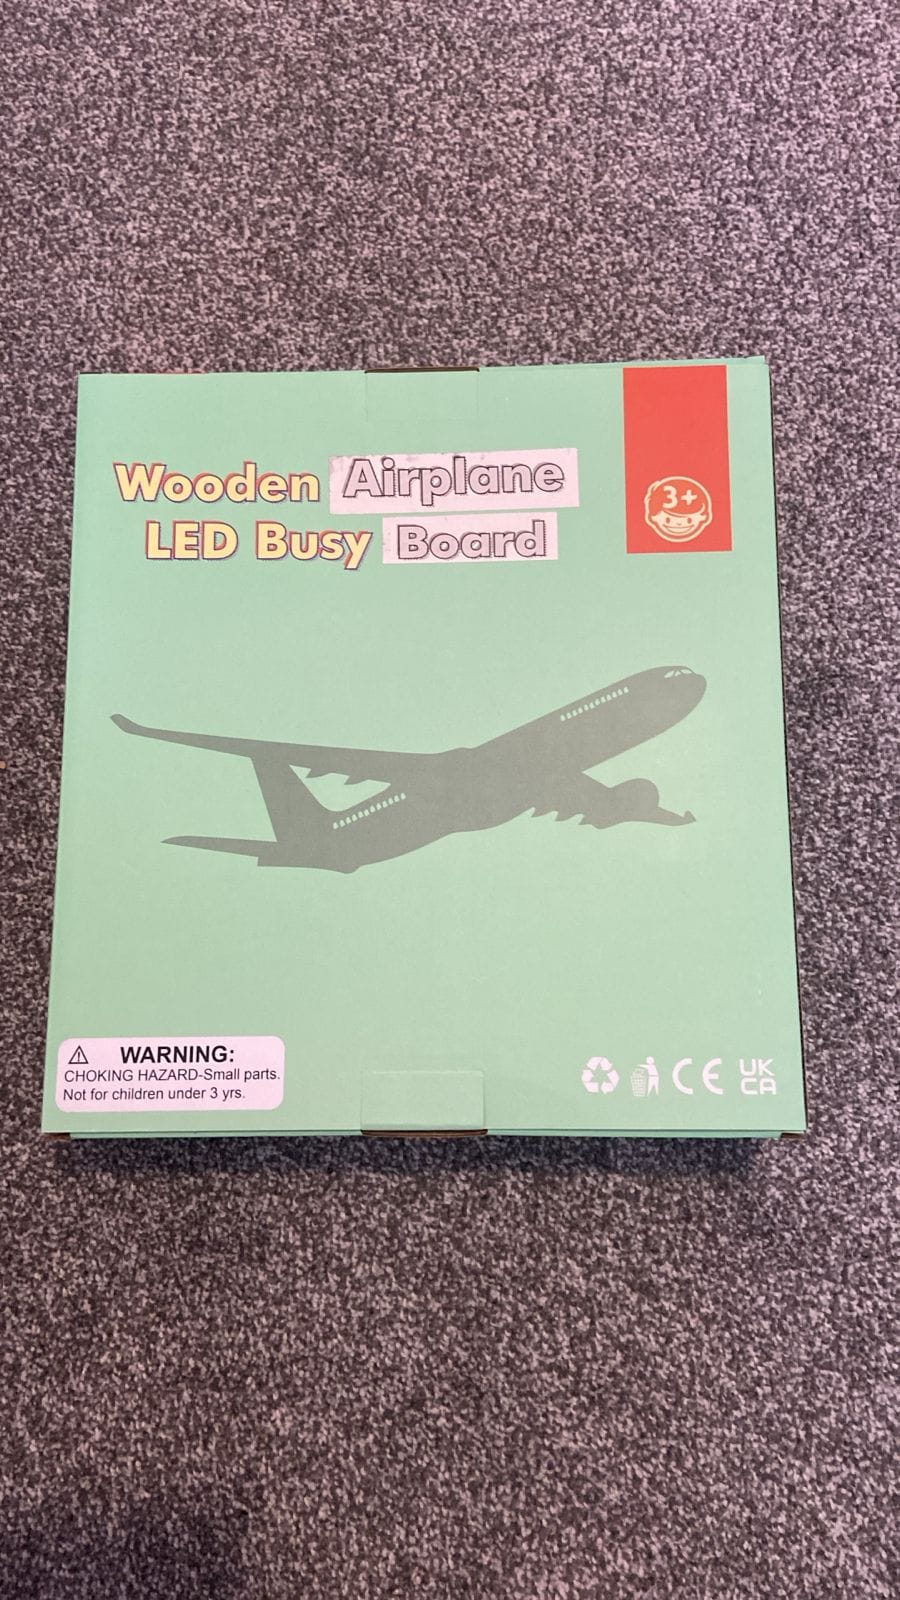 Wooden Airplane
LED Busy Board
3+
WARNING:
CHOKING HAZARD-Small parts.
Not for children under 3 yrs.
CE
UK
CA